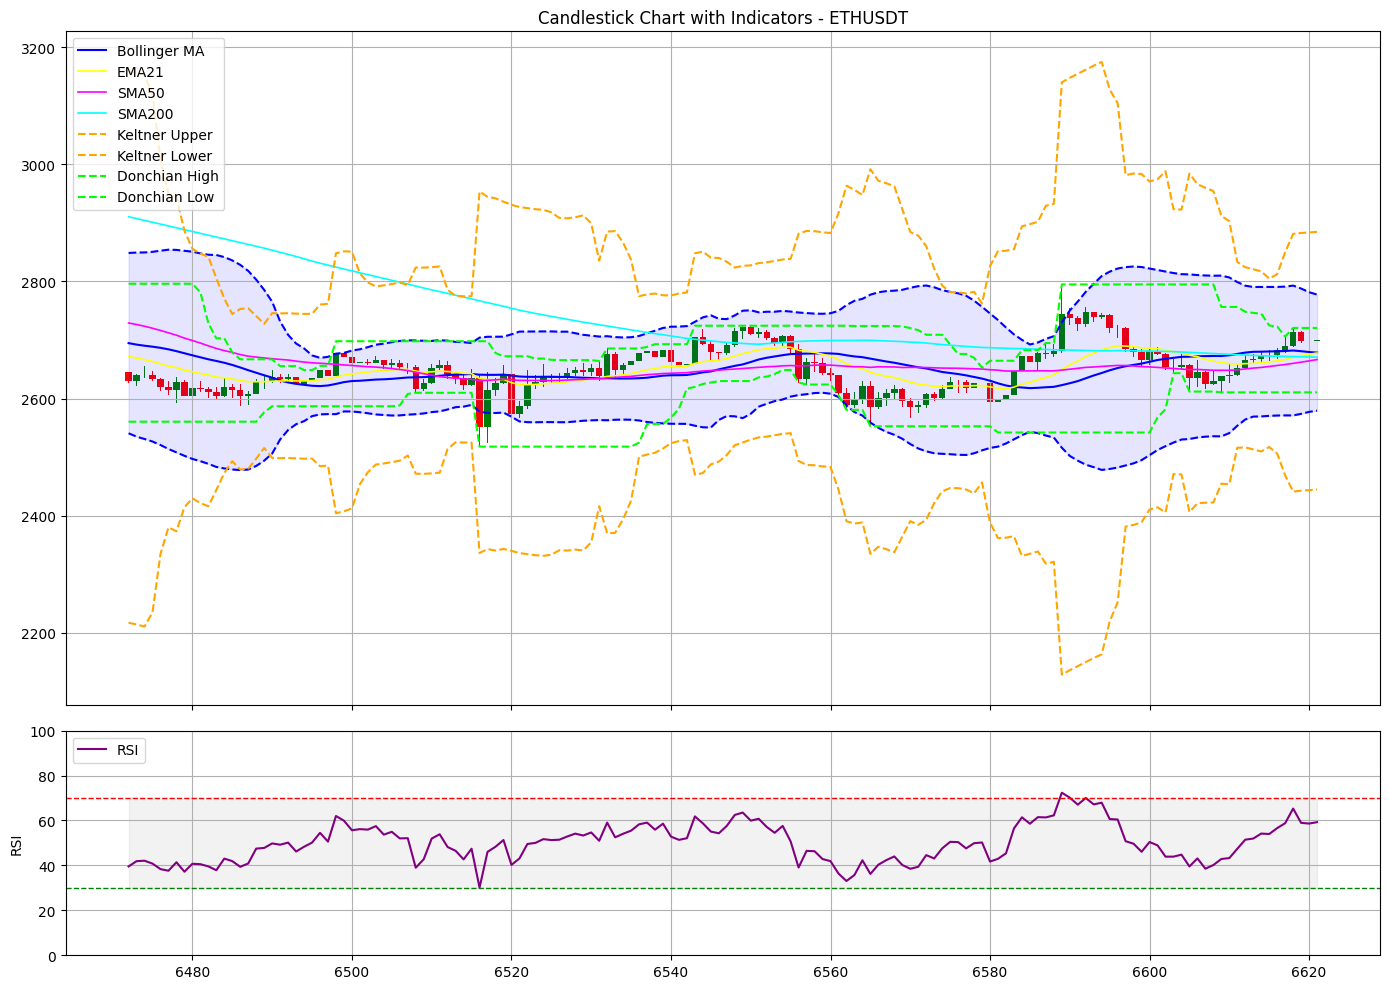 Candlestick Chart with Indicators - ETHUSDT
3200
3000
2800
2600
2400
2200
Bollinger MA
EMA21
SMA50
SMA200
Keltner Upper
Keltner Lower
Donchian High
Donchian Low
RSI
100
80
60
40
20
0
RSI
6480
6500
6520
6540
6560
6580
6600
6620